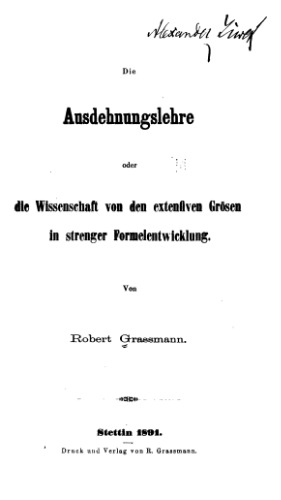 Alexander Ziwet
Die
Ausdehnungslehre
oder
die Wissenschaft von den extensiven Grösen
in strenger Formelentwicklung.
Von
Robert Grassmann.
Stettin 1891.
Druck und Verlag von R. Grassmann.